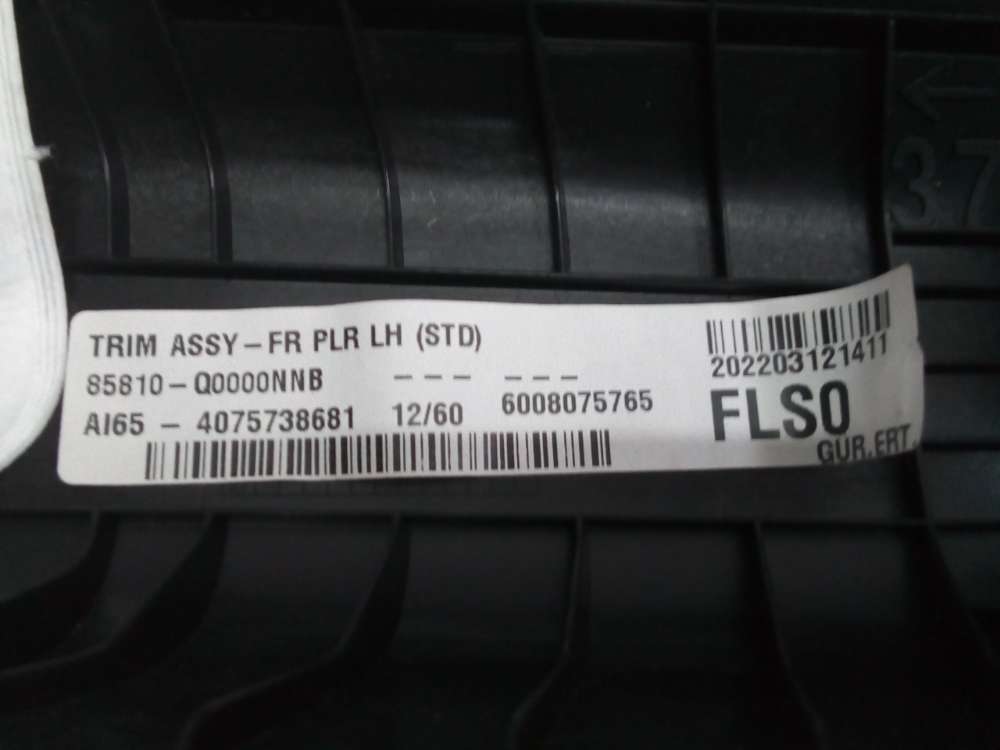 TRIM ASSY-FR PLR LH (STD)
85810-Q0000NNB --- ---
AI65 - 4075738681 12/60 6008075765
202203121411
FLS0
GUR.ERT.
37